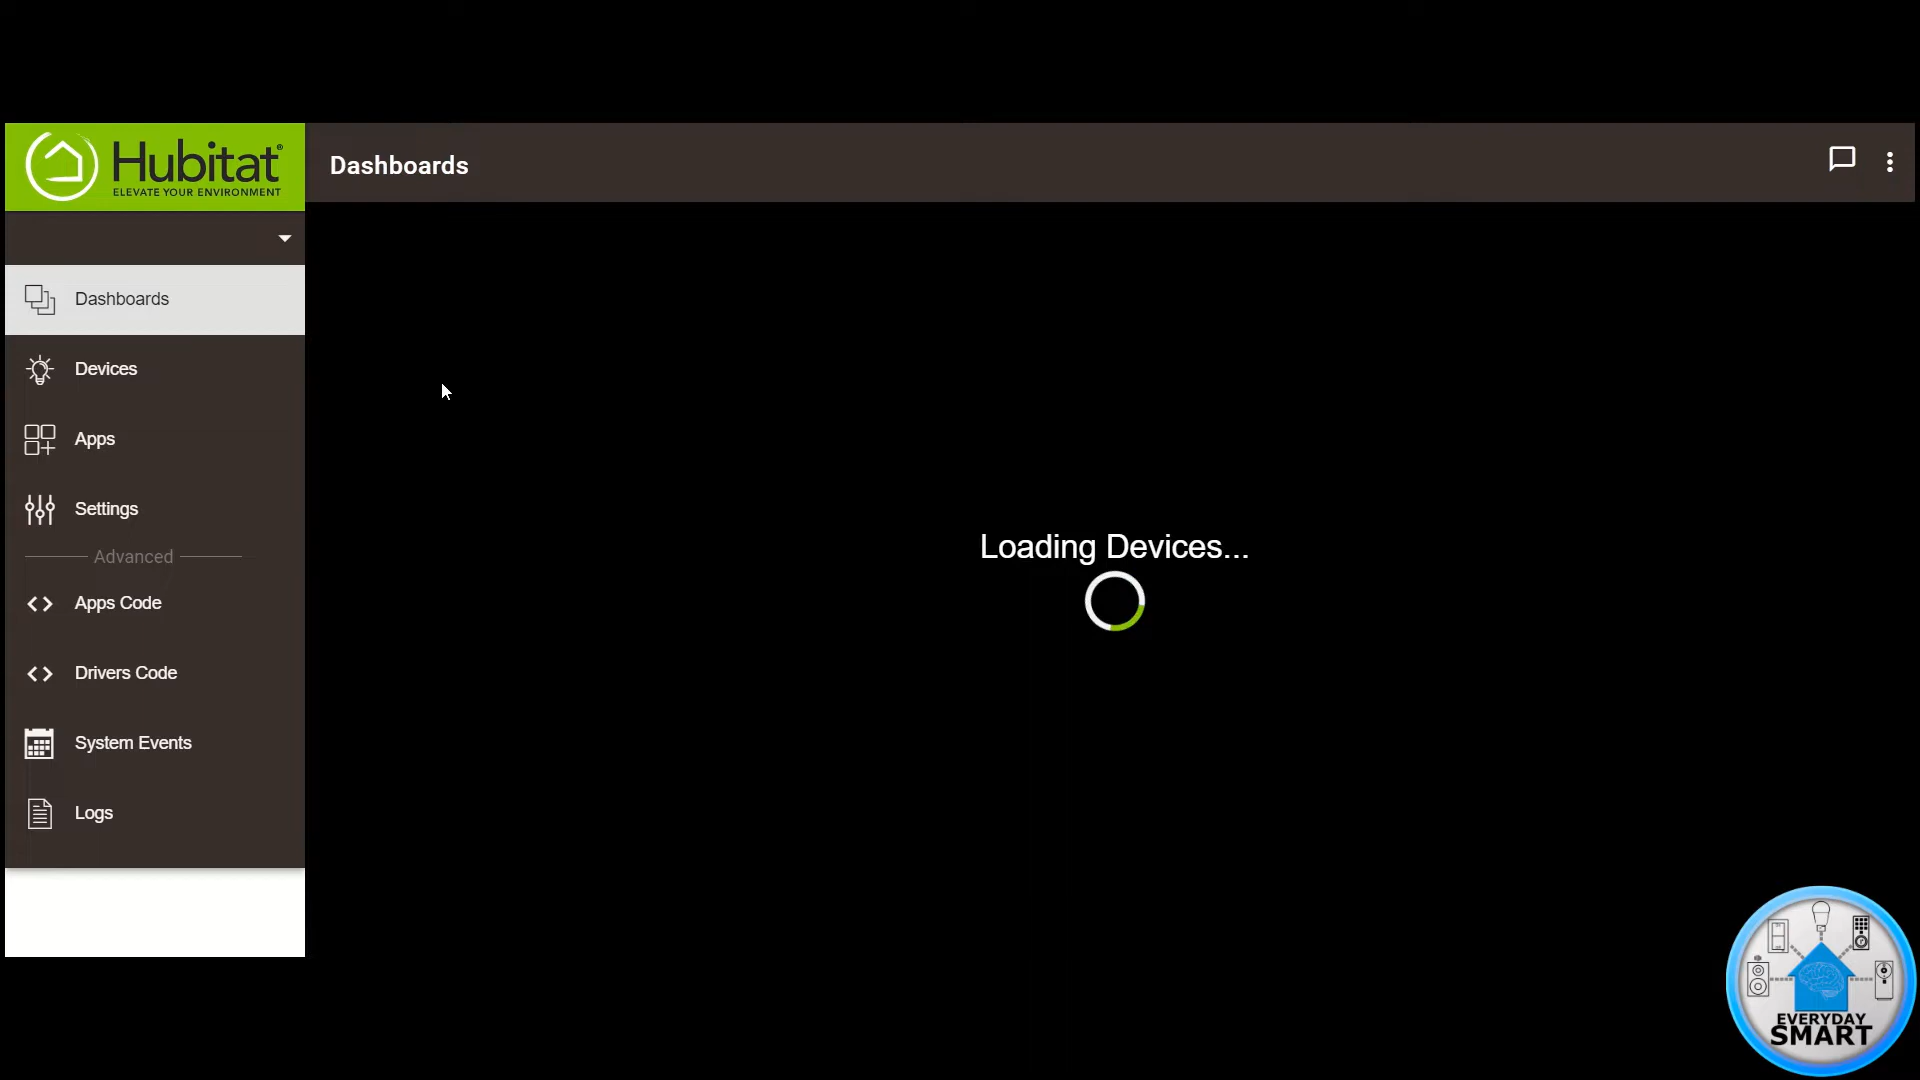 Hubitat®
ELEVATE YOUR ENVIRONMENT
Dashboards
Dashboards
Devices
Apps
Settings
Advanced
Apps Code
Drivers Code
System Events
Logs
Loading Devices...
EVERYDAY
SMART